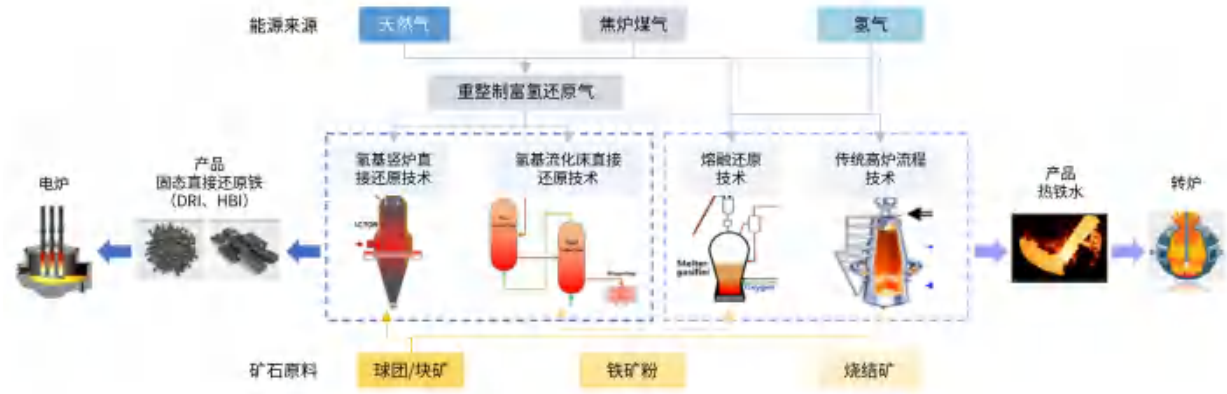 能源来源
天然气
焦炉煤气
氢气
重整制富氢还原气
氢基竖炉直
接还原技术
氢基流化床直接
还原技术
熔融还原
技术
传统高炉流程
技术
电炉
产品
固态直接还原铁
（DRI、HBI）
Melter-
gasifier
Oxygen
产品
热铁水
转炉
矿石原料
球团/块矿
铁矿粉
烧结矿